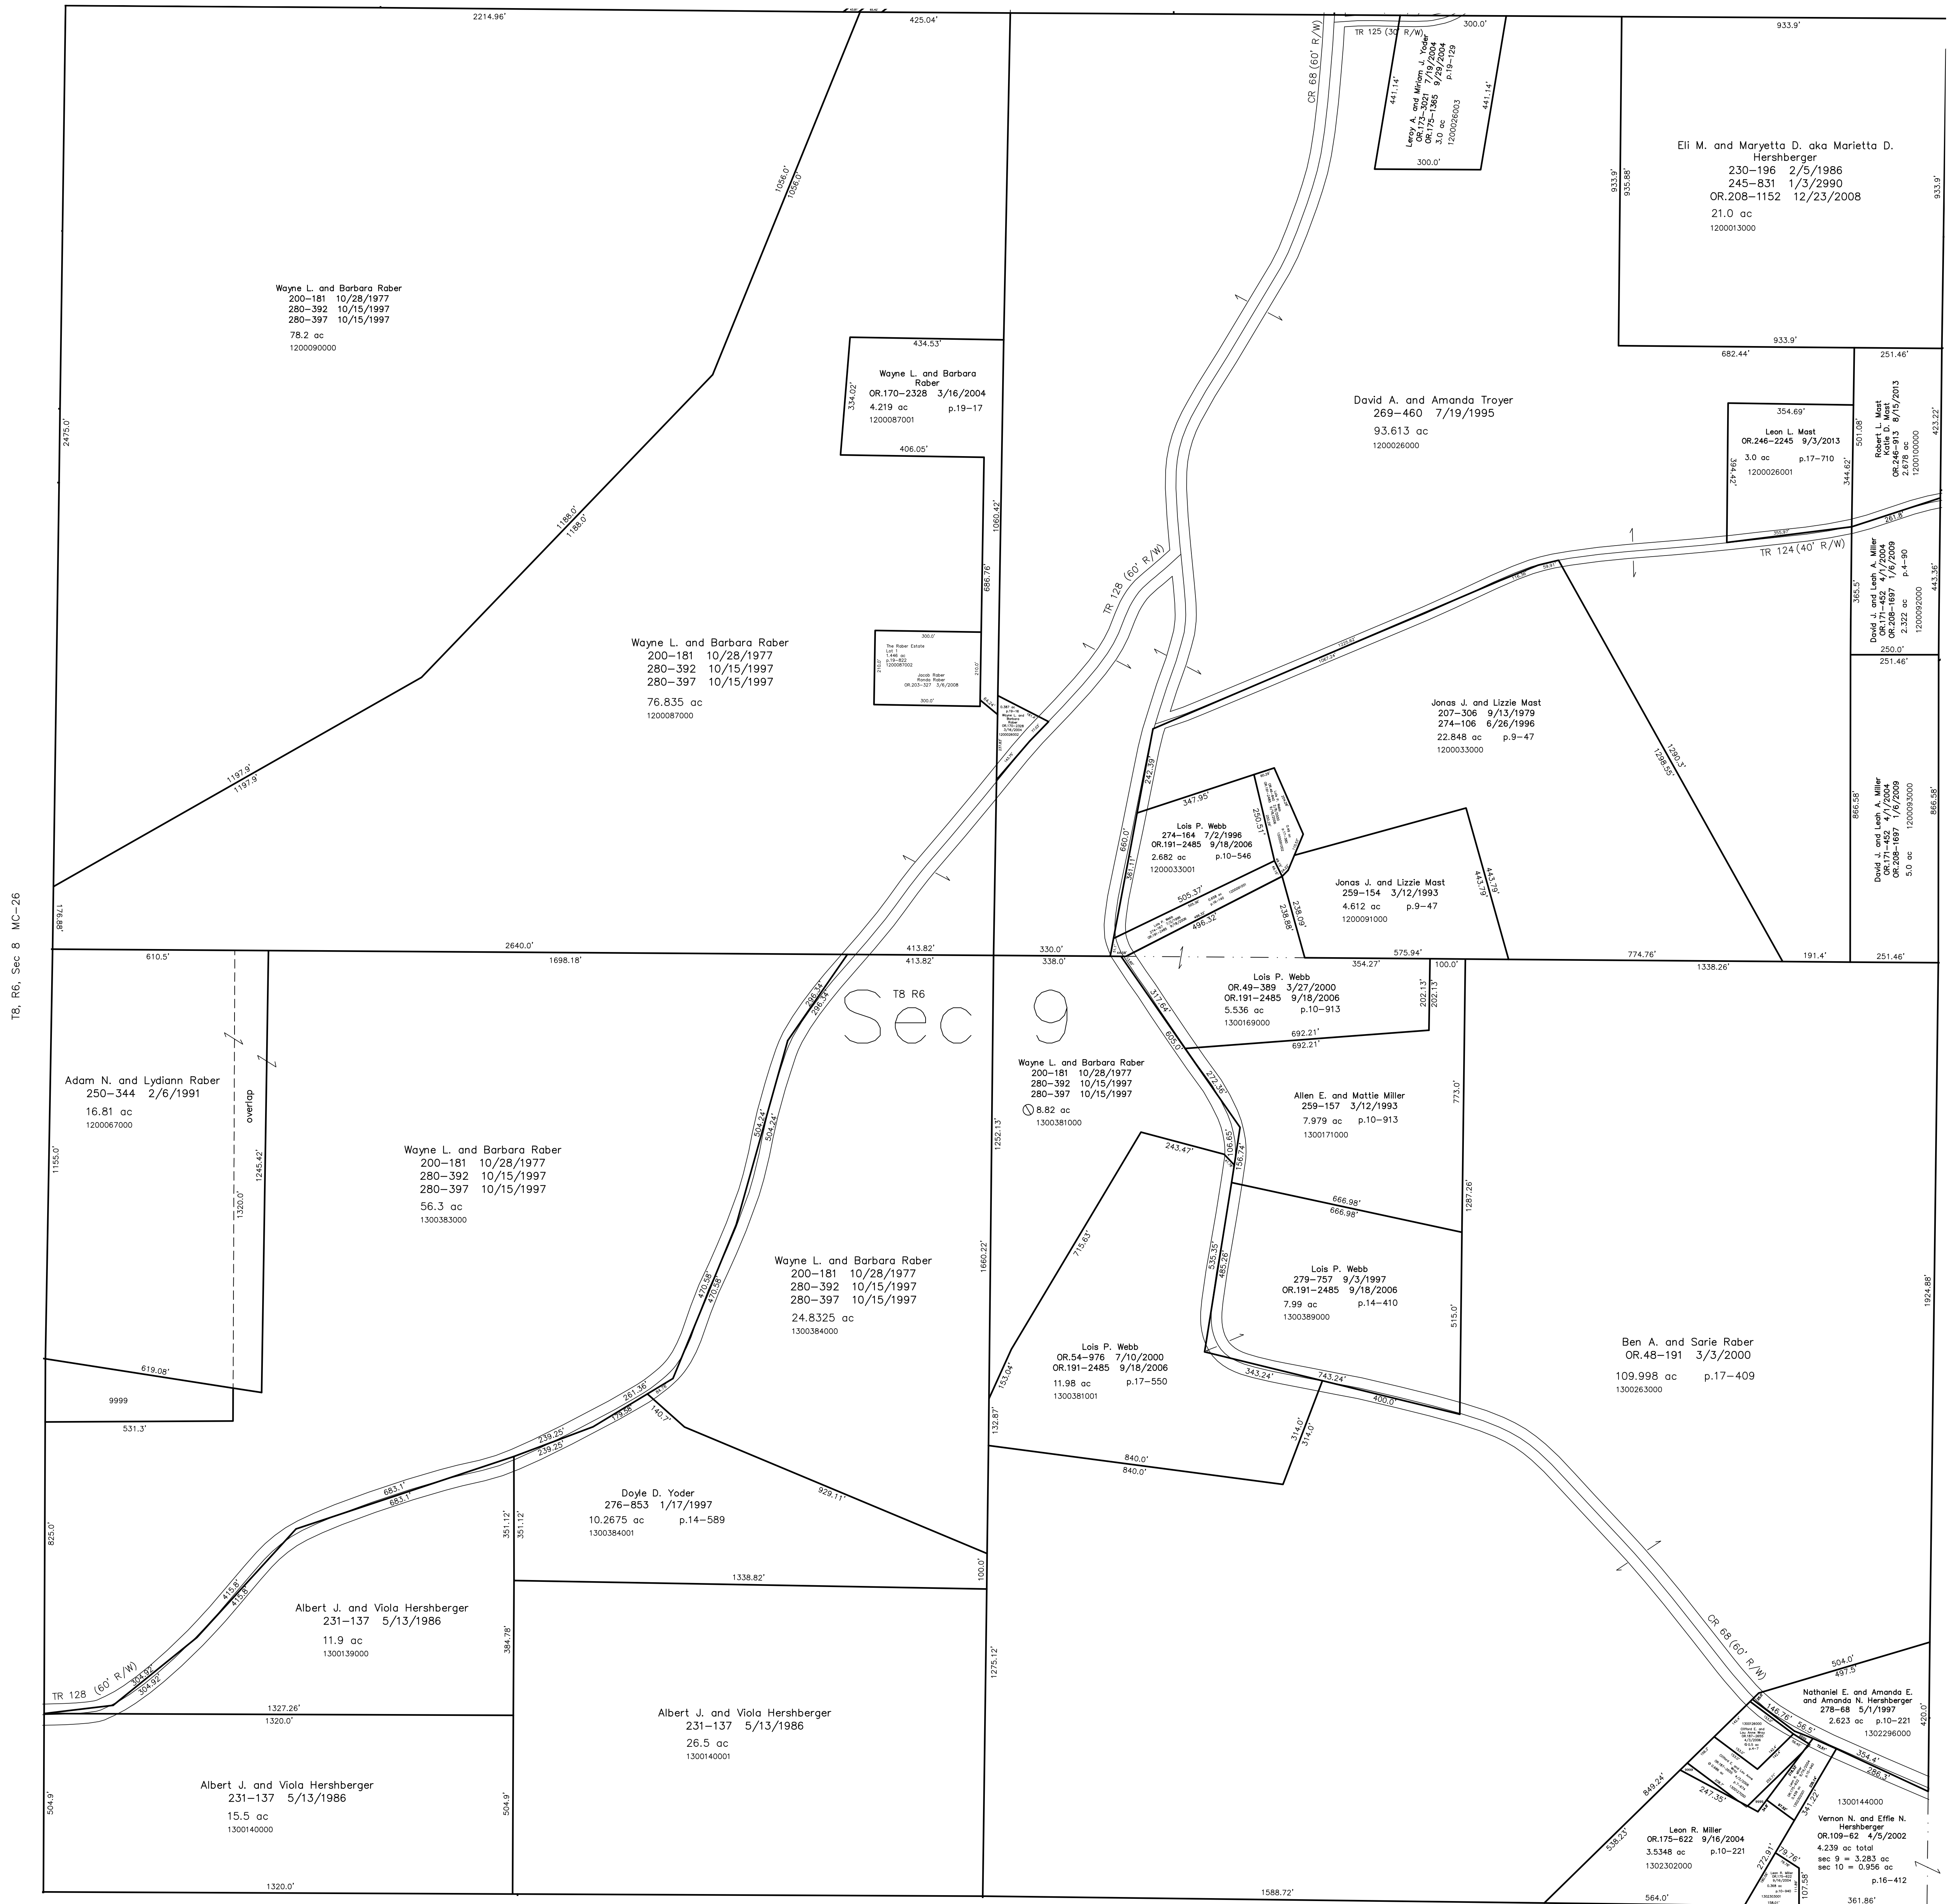 2214.96'
425.04'
300.0'
933.9'
TR 125 (30' R/W)
CR 68 (60' R/W)
441.14'
Leroy A. and Miriam J. Yoder
OR.173-3021 7/19/2004
OR.175-1365 9/29/2004
3.0 ac p.19-129
1200026003
441.14'
300.0'
Eli M. and Maryetta D. aka Marietta D.
Hershberger
230-196 2/5/1986
245-831 1/3/2990
OR.208-1152 12/23/2008
21.0 ac
1200013000
933.9'
935.88'
933.9'
933.9'
1056.0'
1056.0'
Wayne L. and Barbara Raber
200-181 10/28/1977
280-392 10/15/1997
280-397 10/15/1997
78.2 ac
1200090000
2475.0'
434.53'
334.02'
Wayne L. and Barbara
Raber
OR.170-2328 3/16/2004
4.219 ac p.19-17
1200087001
406.05'
David A. and Amanda Troyer
269-460 7/19/1995
93.613 ac
1200026000
682.44'
251.46'
354.69'
Leon L. Mast
OR.246-2245 9/3/2013
3.0 ac p.17-710
1200026001
394.42'
344.62'
501.08'
Robert L. Mast
Katie D. Mast
OR.246-913 8/15/2013
2.678 ac
1200100000
423.22'
261.8'
1188.0'
1188.0'
1060.42'
686.76'
TR 128 (60' R/W)
TR 124 (40' R/W)
365.5'
David J. and Leah A. Miller
OR.171-452 4/1/2004
OR.208-1697 1/6/2009
2.322 ac p.4-90
1200092000
443.36'
250.0'
251.46'
Wayne L. and Barbara Raber
200-181 10/28/1977
280-392 10/15/1997
280-397 10/15/1997
76.835 ac
1200087000
300.0'
The Raber Estate
Lot 1
1.446 ac
p.19-822
1200087002
Jacob Raber
Ronda Raber
OR.203-327 3/6/2008
210.0'
210.0'
300.0'
Jonas J. and Lizzie Mast
207-306 9/13/1979
274-106 6/26/1996
22.848 ac p.9-47
1200033000
1290.3'
1298.55'
1197.9'
1197.9'
242.39'
347.95'
Lois P. Webb
274-164 7/2/1996
OR.191-2485 9/18/2006
2.682 ac p.10-546
1200033001
250.51'
660.0'
361.11'
505.37'
496.32'
238.09'
238.88'
Jonas J. and Lizzie Mast
259-154 3/12/1993
4.612 ac p.9-47
1200091000
443.79'
443.79'
866.58'
David J. and Leah A. Miller
OR.171-452 4/1/2004
OR.208-1697 1/6/2009
5.0 ac 1200093000
866.58'
176.88'
T8, R6, Sec 8 MC-26
2640.0'
413.82'
330.0'
575.94'
774.76'
191.4'
251.46'
610.5'
1698.18'
413.82'
338.0'
354.27'
100.0'
1338.26'
T8 R6
Sec 9
296.34'
296.34'
317.64'
605.0'
272.36'
Lois P. Webb
OR.49-389 3/27/2000
OR.191-2485 9/18/2006
5.536 ac p.10-913
1300169000
202.13'
202.13'
692.21'
692.21'
Adam N. and Lydiann Raber
250-344 2/6/1991
16.81 ac
1200067000
overlap
1155.0'
1320.0'
1245.42'
Wayne L. and Barbara Raber
200-181 10/28/1977
280-392 10/15/1997
280-397 10/15/1997
8.82 ac
1300381000
1252.13'
Allen E. and Mattie Miller
259-157 3/12/1993
7.979 ac p.10-913
1300171000
773.0'
504.24'
504.24'
Wayne L. and Barbara Raber
200-181 10/28/1977
280-392 10/15/1997
280-397 10/15/1997
56.3 ac
1300383000
243.47'
106.65'
156.74'
666.98'
666.98'
1287.26'
715.63'
1660.22'
535.35'
485.26'
Wayne L. and Barbara Raber
200-181 10/28/1977
280-392 10/15/1997
280-397 10/15/1997
24.8325 ac
1300384000
470.58'
470.58'
Lois P. Webb
279-757 9/3/1997
OR.191-2485 9/18/2006
7.99 ac p.14-410
1300389000
515.0'
1924.88'
Lois P. Webb
OR.54-976 7/10/2000
OR.191-2485 9/18/2006
11.98 ac p.17-550
1300381001
153.04'
132.87'
343.24'
743.24'
400.0'
314.0'
314.0'
840.0'
840.0'
Ben A. and Sarie Raber
OR.48-191 3/3/2000
109.998 ac p.17-409
1300263000
619.08'
9999
531.3'
261.36'
179.58'
140.7'
239.25'
239.25'
929.11'
683.1'
683.1'
Doyle D. Yoder
276-853 1/17/1997
10.2675 ac p.14-589
1300384001
351.12'
351.12'
100.0'
1338.82'
825.0'
415.8'
415.8'
Albert J. and Viola Hershberger
231-137 5/13/1986
11.9 ac
1300139000
384.78'
1275.12'
304.92'
304.92'
TR 128 (60' R/W)
1327.26'
1320.0'
Albert J. and Viola Hershberger
231-137 5/13/1986
26.5 ac
1300140001
CR 68 (60' R/W)
504.0'
497.5'
Nathaniel E. and Amanda E.
and Amanda N. Hershberger
278-68 5/1/1997
2.623 ac p.10-221
1302296000
420.0'
146.76'
56.5'
354.4'
286.3'
Albert J. and Viola Hershberger
231-137 5/13/1986
15.5 ac
1300140000
504.9'
504.9'
849.24'
247.35'
341.22'
1300144000
Vernon N. and Effie N.
Hershberger
OR.109-62 4/5/2002
4.239 ac total
sec 9 = 3.283 ac
sec 10 = 0.956 ac
p.16-412
538.23'
Leon R. Miller
OR.175-622 9/16/2004
3.5348 ac p.10-221
1302302000
272.91'
79.76'
107.58'
1320.0'
1588.72'
564.0'
361.86'